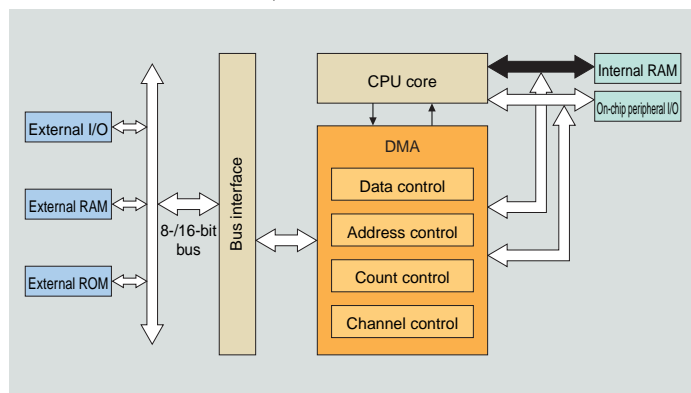 External I/O
External RAM
External ROM
8-/16-bit
bus
Bus interface
CPU core
DMA
Data control
Address control
Count control
Channel control
Internal RAM
On-chip peripheral I/O